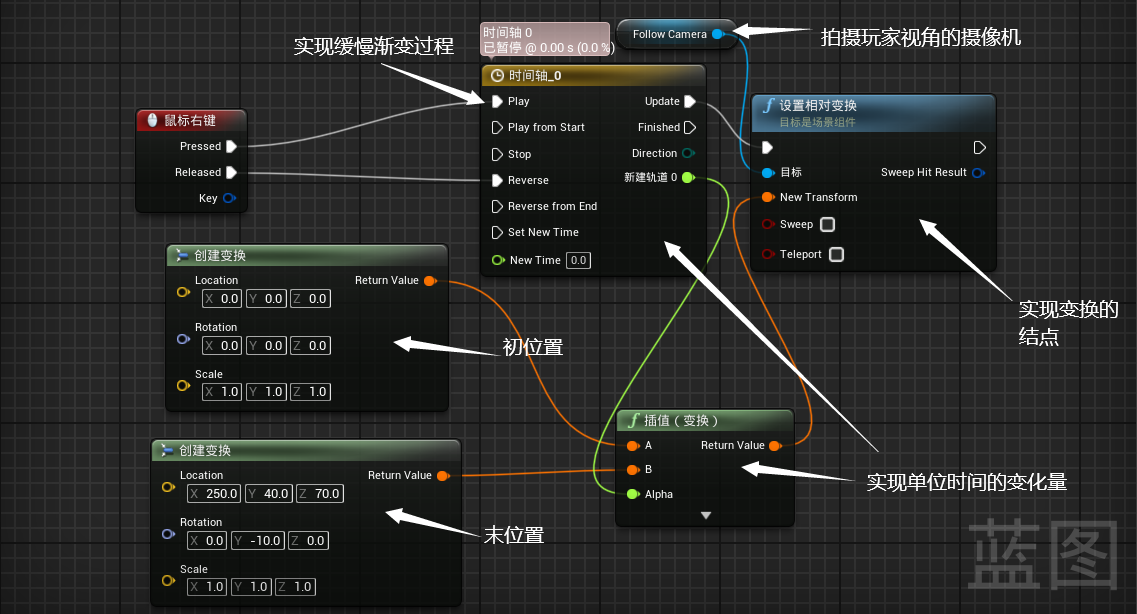 时间轴 0
已暂停 @ 0.00 s (0.0 %)
Follow Camera
拍摄玩家视角的摄像机
实现缓慢渐变过程
时间轴_0
Play
Update
Play from Start
Finished
Stop
Direction
Reverse
新建轨道 0
Reverse from End
Set New Time
New Time 0.0
设置相对变换
目标是场景组件
目标
Sweep Hit Result
New Transform
Sweep
Teleport
实现变换的
结点
鼠标右键
Pressed
Released
Key
创建变换
Location
Return Value
X 0.0 Y 0.0 Z 0.0
Rotation
X 0.0 Y 0.0 Z 0.0
Scale
X 1.0 Y 1.0 Z 1.0
初位置
创建变换
Location
Return Value
X 250.0 Y 40.0 Z 70.0
Rotation
X 0.0 Y -10.0 Z 0.0
Scale
X 1.0 Y 1.0 Z 1.0
末位置
插值（变换）
A
Return Value
B
Alpha
实现单位时间的变化量
蓝图